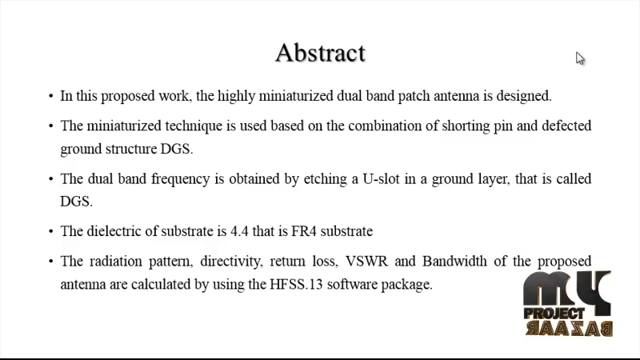 Abstract
• In this proposed work, the highly miniaturized dual band patch antenna is designed.
• The miniaturized technique is used based on the combination of shorting pin and defected
ground structure DGS.
• The dual band frequency is obtained by etching a U-slot in a ground layer, that is called
DGS.
• The dielectric of substrate is 4.4 that is FR4 substrate
• The radiation pattern, directivity, return loss, VSWR and Bandwidth of the proposed
antenna are calculated by using the HFSS.13 software package.
MY
PROJECT
BAZAAR